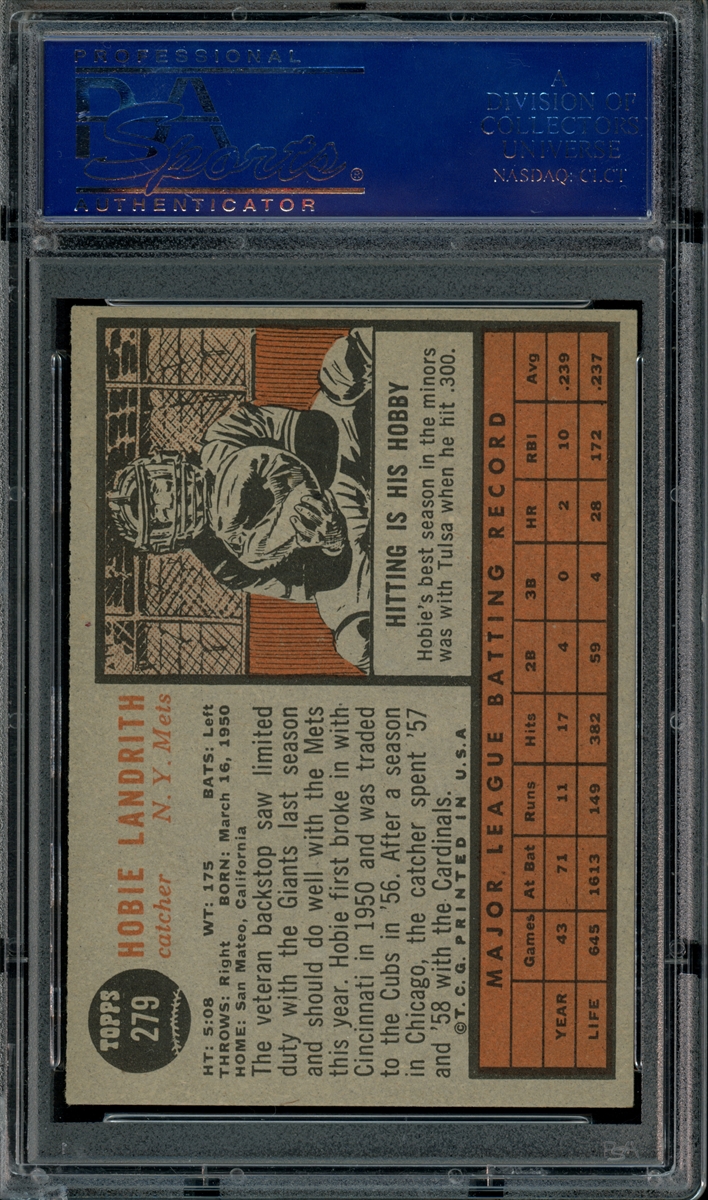 PROFESSIONAL
PSA
Sports®
AUTHENTICATOR
A
DIVISION OF
COLLECTORS
UNIVERSE
NASDAQ: CLCT
TOPPS
279
HOBIE LANDRITH
catcher N. Y. Mets
HT: 5:08 WT: 175 BATS: Left
THROWS: Right BORN: March 16, 1950
HOME: San Mateo, California
The veteran backstop saw limited
duty with the Giants last season
and should do well with the Mets
this year. Hobie first broke in with
Cincinnati in 1950 and was traded
to the Cubs in '56. After a season
in Chicago, the catcher spent '57
and '58 with the Cardinals.
©T. C. G. PRINTED IN U.S.A
HITTING IS HIS HOBBY
Hobie's best season in the minors
was with Tulsa when he hit .300.
MAJOR LEAGUE BATTING RECORD
Games At Bat Runs Hits 2B 3B HR RBI Avg
YEAR 43 71 11 17 4 0 2 10 .239
LIFE 645 1613 149 382 59 4 28 172 .237
PSA